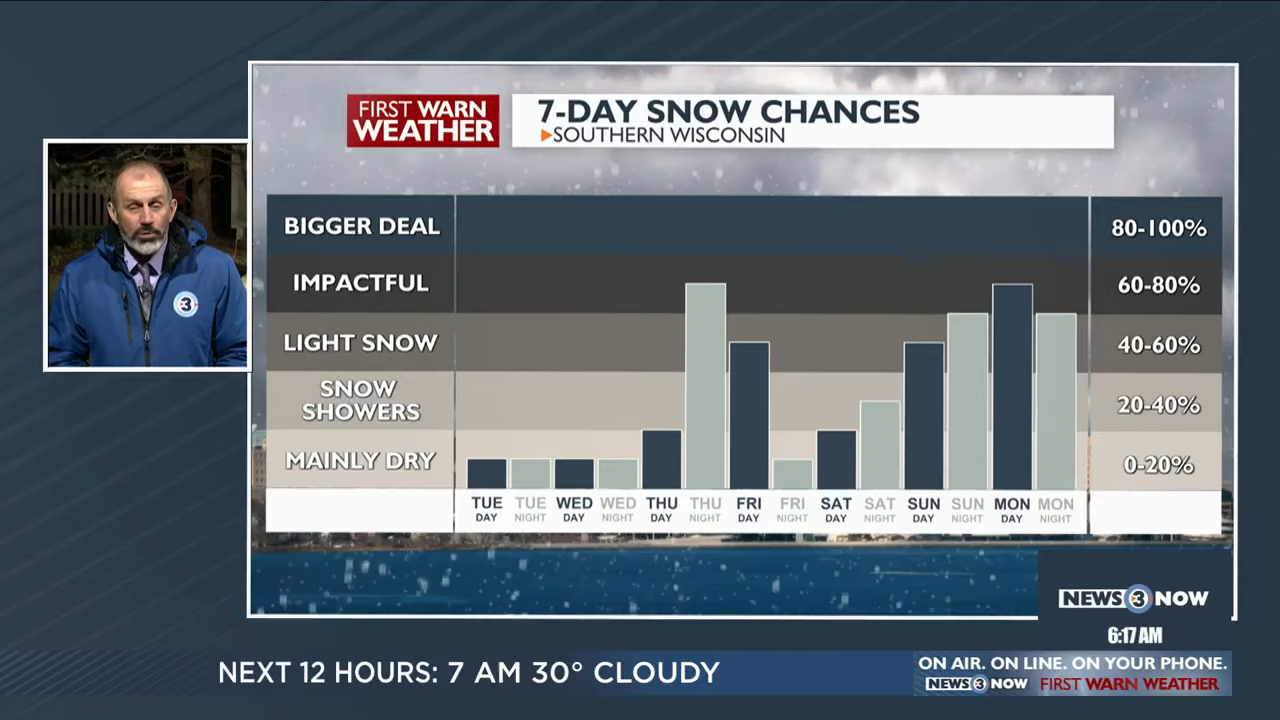 FIRST WARN
WEATHER
7-DAY SNOW CHANCES
SOUTHERN WISCONSIN
BIGGER DEAL
80-100%
IMPACTFUL
60-80%
LIGHT SNOW
40-60%
SNOW
SHOWERS
20-40%
MAINLY DRY
0-20%
TUE TUE WED WED THU THU FRI FRI SAT SAT SUN SUN MON MON
DAY NIGHT DAY NIGHT DAY NIGHT DAY NIGHT DAY NIGHT DAY NIGHT DAY NIGHT
3
NEWS 3 NOW
6:17 AM
NEXT 12 HOURS: 7 AM 30° CLOUDY
ON AIR. ON LINE. ON YOUR PHONE.
NEWS 3 NOW FIRST WARN WEATHER